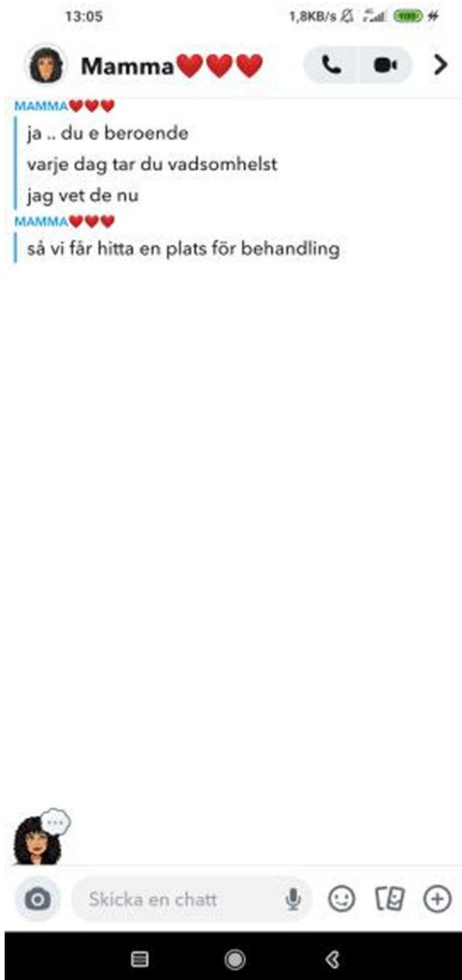 13:05
1,8KB/s
Mamma❤️❤️❤️
MAMMA❤️❤️❤️
ja .. du e beroende
varje dag tar du vadsomhelst
jag vet de nu
MAMMA❤️❤️❤️
så vi får hitta en plats för behandling
Skicka en chatt